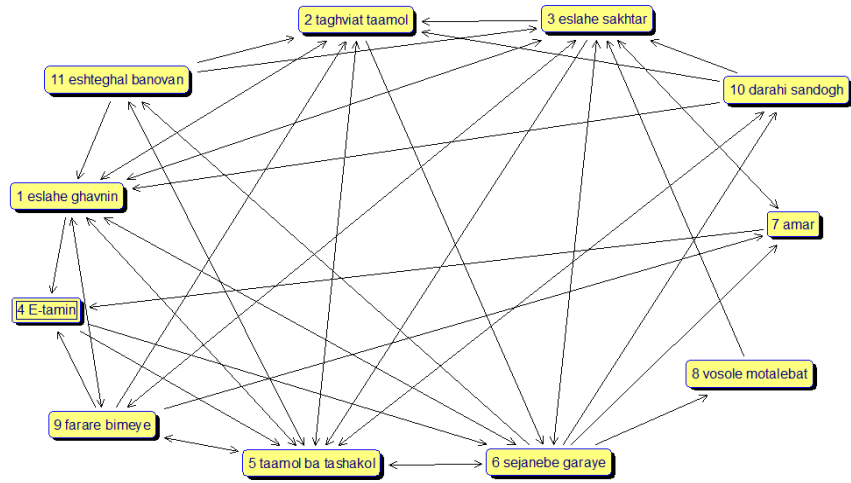 2 taghviat taamol
3 eslahe sakhtar
11 eshteghal banovan
10 darahi sandogh
1 eslahe ghavnin
7 amar
4 E-tamin
8 vosole motalebat
9 farare bimeye
5 taamol ba tashakol
6 sejanebe garaye